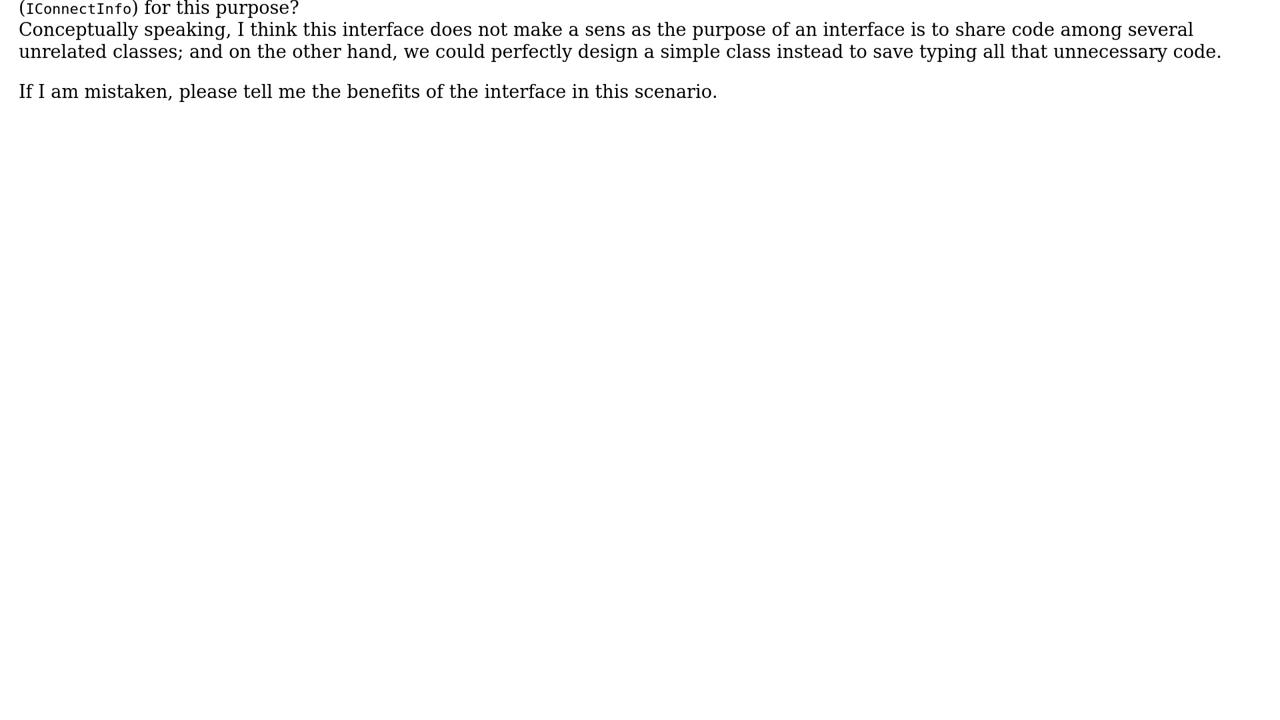 (IConnectInfo) for this purpose?
Conceptually speaking, I think this interface does not make a sens as the purpose of an interface is to share code among several
unrelated classes; and on the other hand, we could perfectly design a simple class instead to save typing all that unnecessary code.
If I am mistaken, please tell me the benefits of the interface in this scenario.